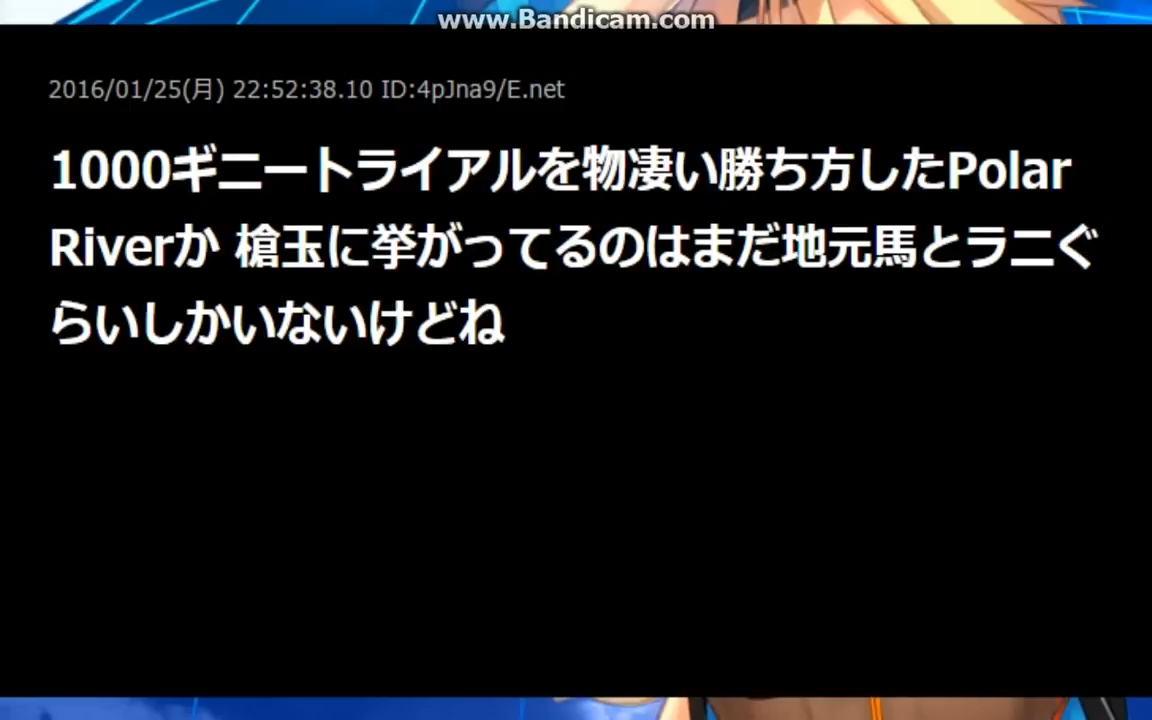 www.Bandicam.com
2016/01/25(月) 22:52:38.10 ID:4pJna9/E.net
1000ギニートライアルを物凄い勝ち方したPolar
Riverか 槍玉に挙がってるのはまだ地元馬とラニぐ
らいしかいないけどね